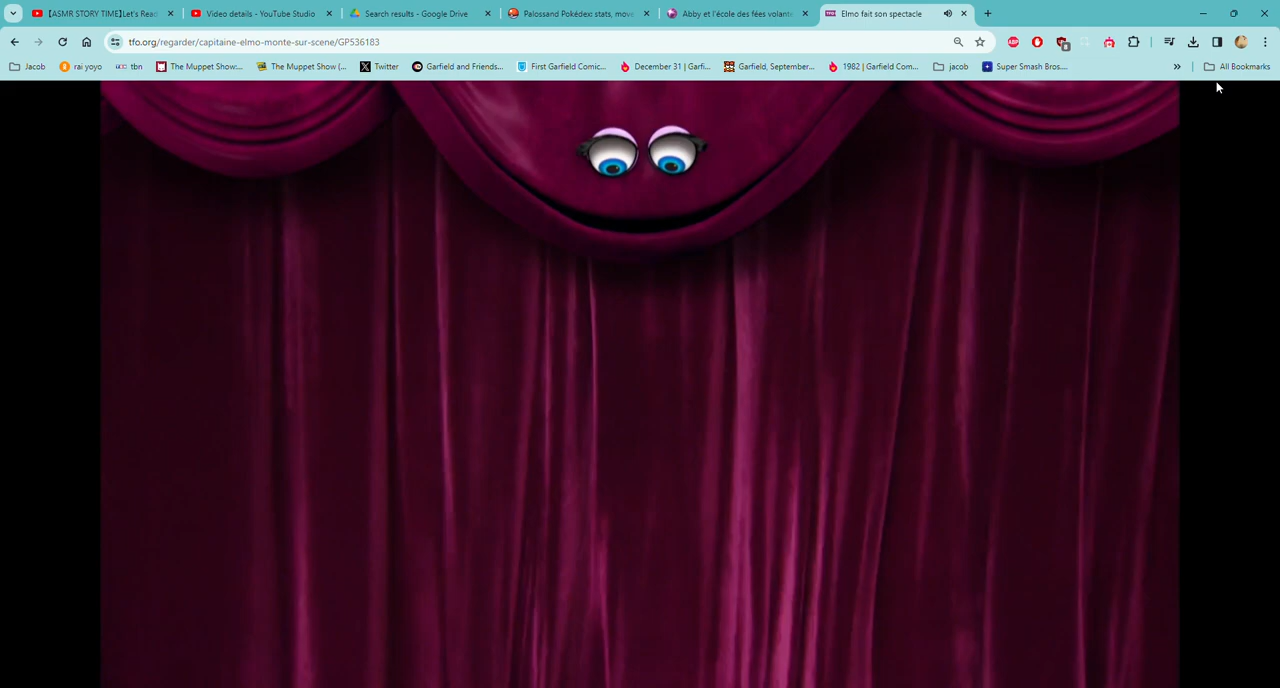 [ASMR STORY TIME]Let's Read
Video details - YouTube Studio
Search results - Google Drive
Palossand Pokédex: stats, move
Abby et l'école des fées volante
Elmo fait son spectacle
tfo.org/regarder/capitaine-elmo-monte-sur-scene/GP536183
Jacob
rai yoyo
tbn
The Muppet Show:...
The Muppet Show (...
Twitter
Garfield and Friends...
First Garfield Comic...
December 31 | Garfi...
Garfield, September...
1982 | Garfield Com...
jacob
Super Smash Bros....
All Bookmarks